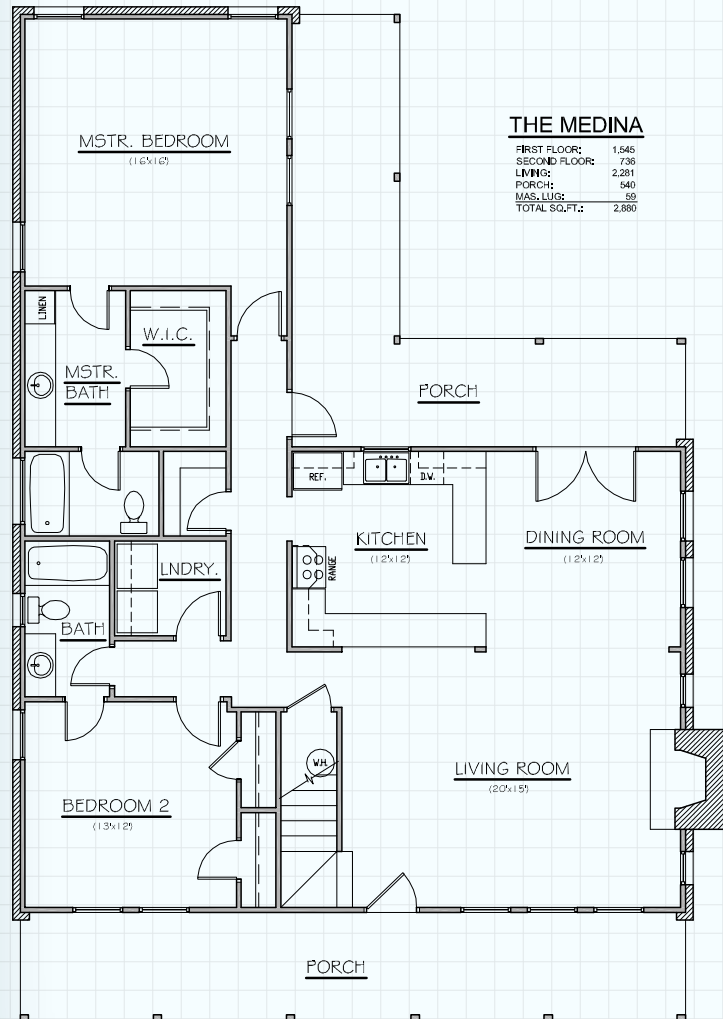 THE MEDINA
FIRST FLOOR: 1,545
SECOND FLOOR: 736
LIVING: 2,281
PORCH: 540
MAS. LUG: 59
TOTAL SQ.FT.: 2,880
MSTR. BEDROOM
(16'x16')
LINEN
W.I.C.
MSTR.
BATH
PORCH
REF.
D.W.
KITCHEN
(12'x12')
DINING ROOM
(12'x12')
RANGE
LNDRY.
BATH
W.H.
LIVING ROOM
(20'x15')
BEDROOM 2
(13'x12')
PORCH